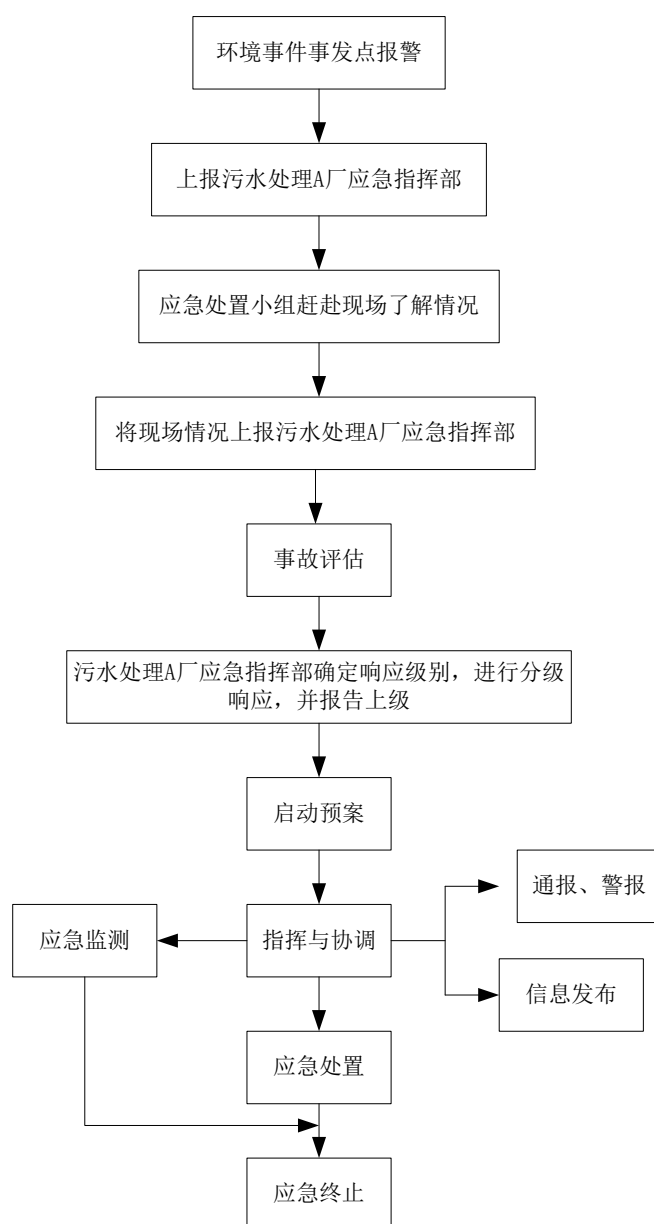 环境事件事发点报警
上报污水处理A厂应急指挥部
应急处置小组赶赴现场了解情况
将现场情况上报污水处理A厂应急指挥部
事故评估
污水处理A厂应急指挥部确定响应级别，进行分级
响应，并报告上级
启动预案
通报、警报
应急监测
指挥与协调
信息发布
应急处置
应急终止